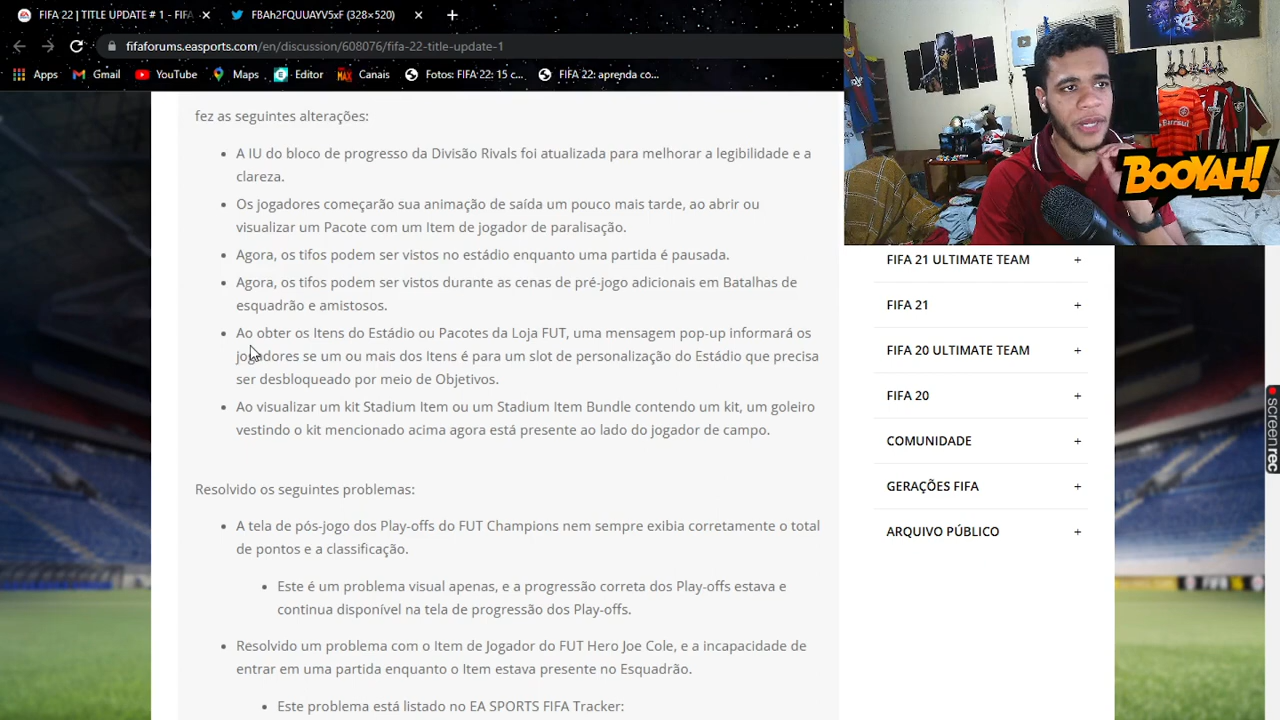 FIFA 22 | TITLE UPDATE # 1 - FIFA
FBAh2FQUUAYV5xF (328×520)
fifaforums.easports.com/en/discussion/608076/fifa-22-title-update-1
Apps
Gmail
YouTube
Maps
Editor
Canais
Fotos: FIFA 22: 15 c...
FIFA 22: aprenda co...
fez as seguintes alterações:
• A IU do bloco de progresso da Divisão Rivals foi atualizada para melhorar a legibilidade e a
clareza.
• Os jogadores começarão sua animação de saída um pouco mais tarde, ao abrir ou
visualizar um Pacote com um Item de jogador de paralisação.
• Agora, os tifos podem ser vistos no estádio enquanto uma partida é pausada.
• Agora, os tifos podem ser vistos durante as cenas de pré-jogo adicionais em Batalhas de
esquadrão e amistosos.
• Ao obter os Itens do Estádio ou Pacotes da Loja FUT, uma mensagem pop-up informará os
jogadores se um ou mais dos Itens é para um slot de personalização do Estádio que precisa
ser desbloqueado por meio de Objetivos.
• Ao visualizar um kit Stadium Item ou um Stadium Item Bundle contendo um kit, um goleiro
vestindo o kit mencionado acima agora está presente ao lado do jogador de campo.
Resolvido os seguintes problemas:
• A tela de pós-jogo dos Play-offs do FUT Champions nem sempre exibia corretamente o total
de pontos e a classificação.
• Este é um problema visual apenas, e a progressão correta dos Play-offs estava e
continua disponível na tela de progressão dos Play-offs.
• Resolvido um problema com o Item de Jogador do FUT Hero Joe Cole, e a incapacidade de
entrar em uma partida enquanto o Item estava presente no Esquadrão.
• Este problema está listado no EA SPORTS FIFA Tracker:
BOOYAH!
FIFA 21 ULTIMATE TEAM +
FIFA 21 +
FIFA 20 ULTIMATE TEAM +
FIFA 20 +
COMUNIDADE +
GERAÇÕES FIFA +
ARQUIVO PÚBLICO +
screenrec